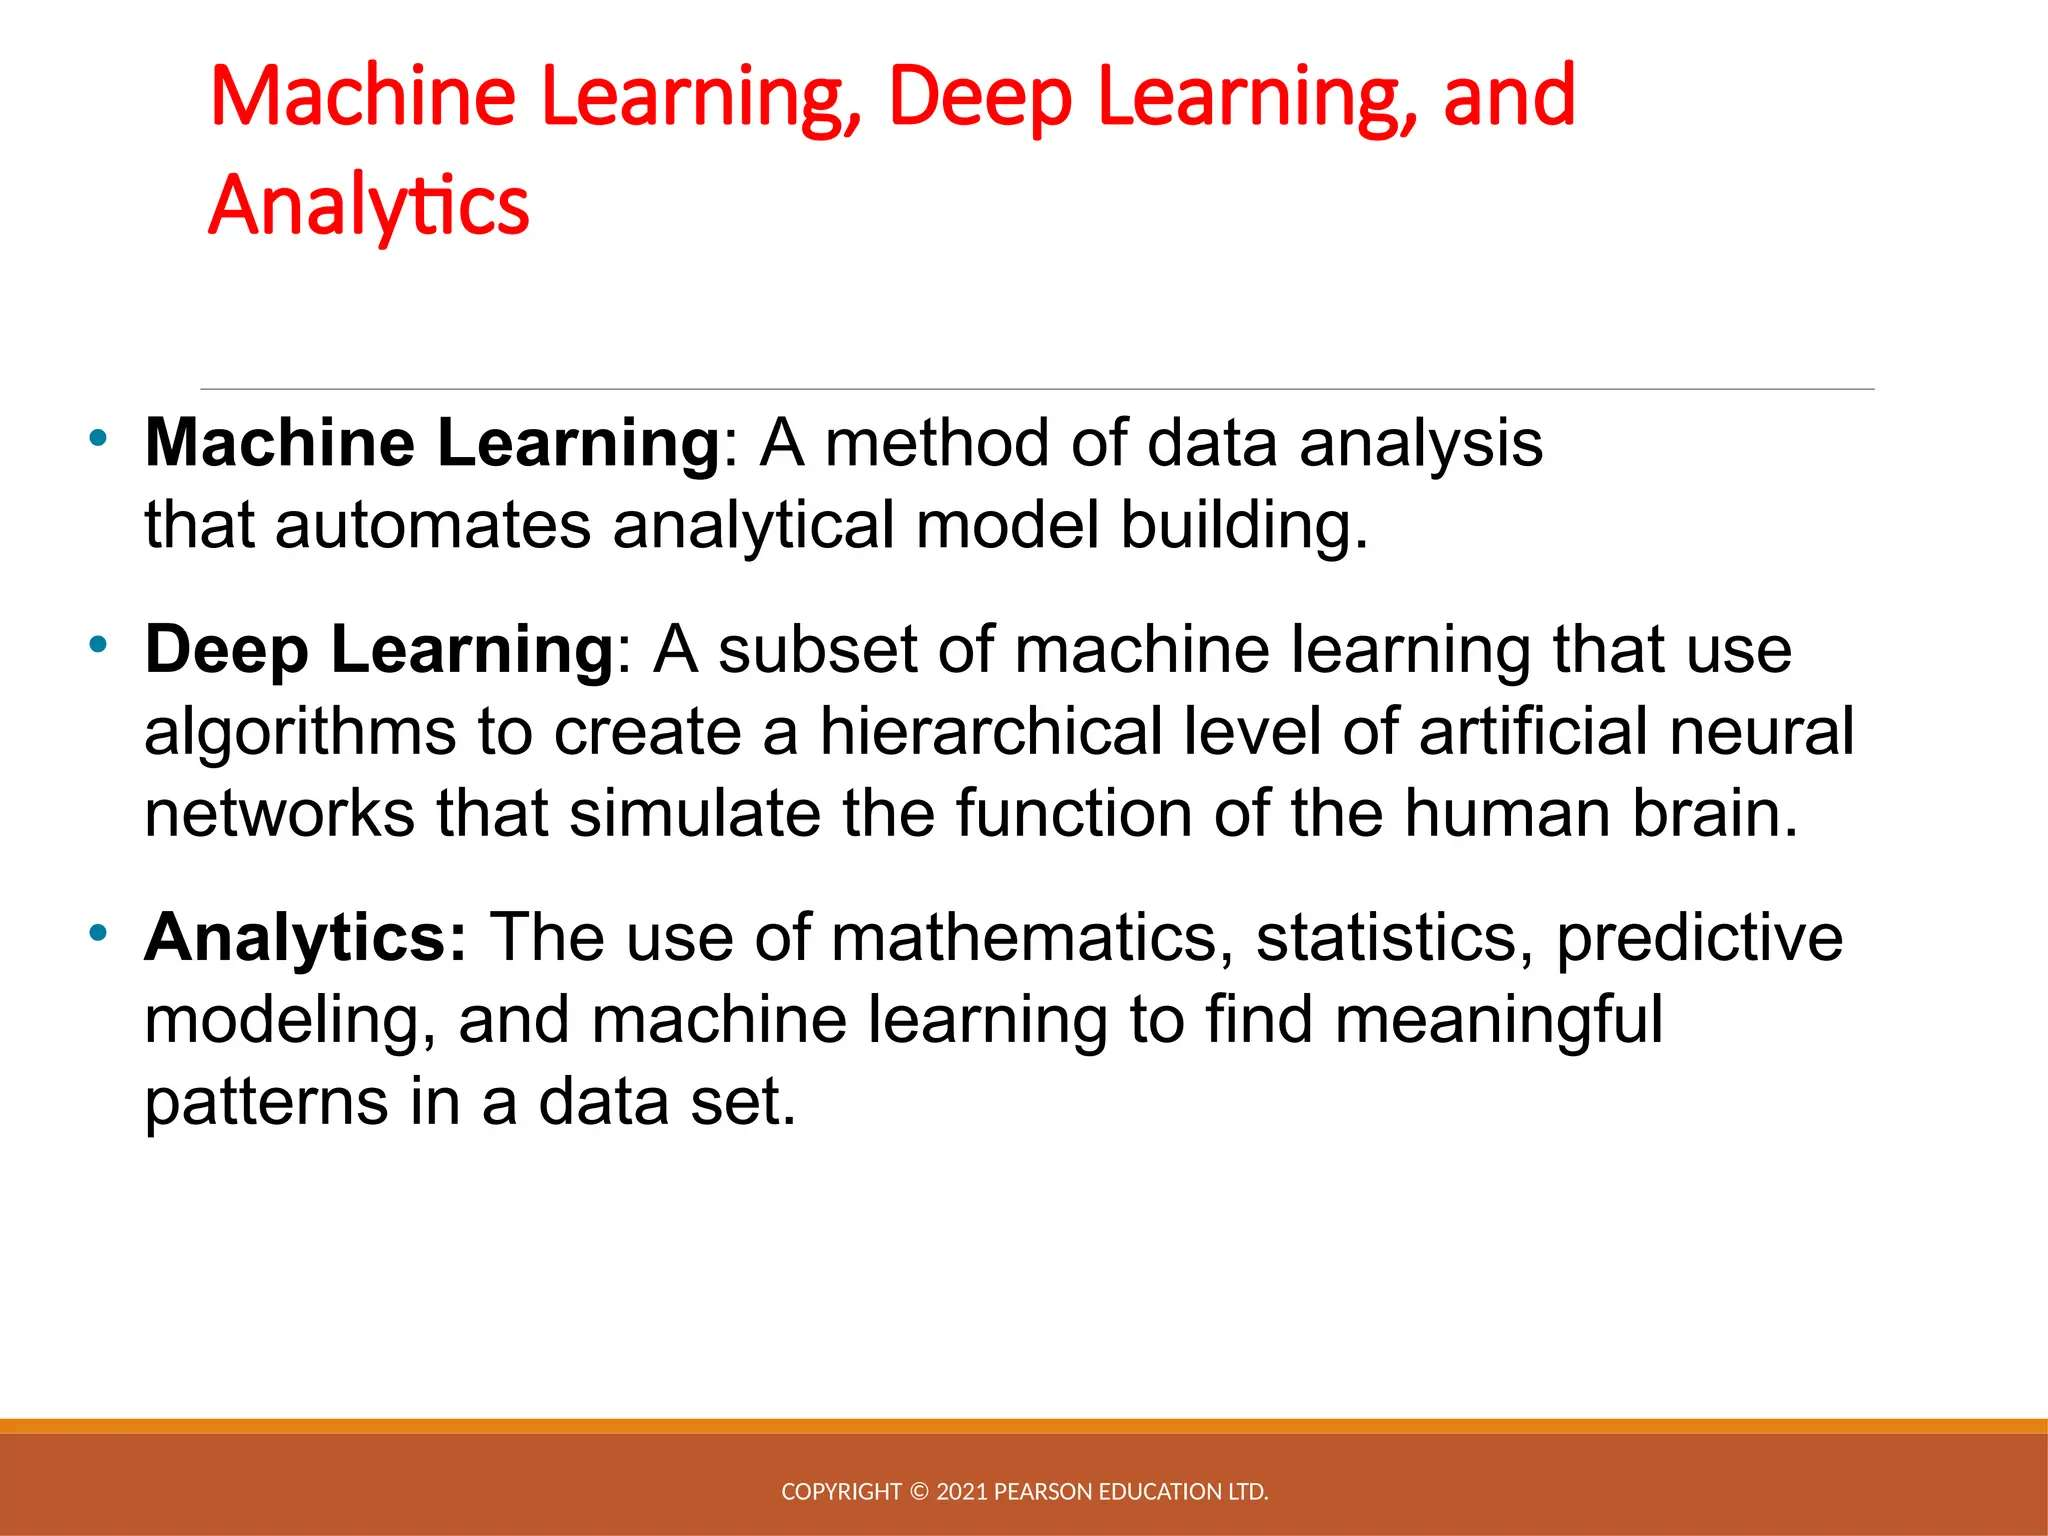 Machine Learning, Deep Learning, and
Analytics
• Machine Learning: A method of data analysis
that automates analytical model building.
• Deep Learning: A subset of machine learning that use
algorithms to create a hierarchical level of artificial neural
networks that simulate the function of the human brain.
• Analytics: The use of mathematics, statistics, predictive
modeling, and machine learning to find meaningful
patterns in a data set.
COPYRIGHT © 2021 PEARSON EDUCATION LTD.